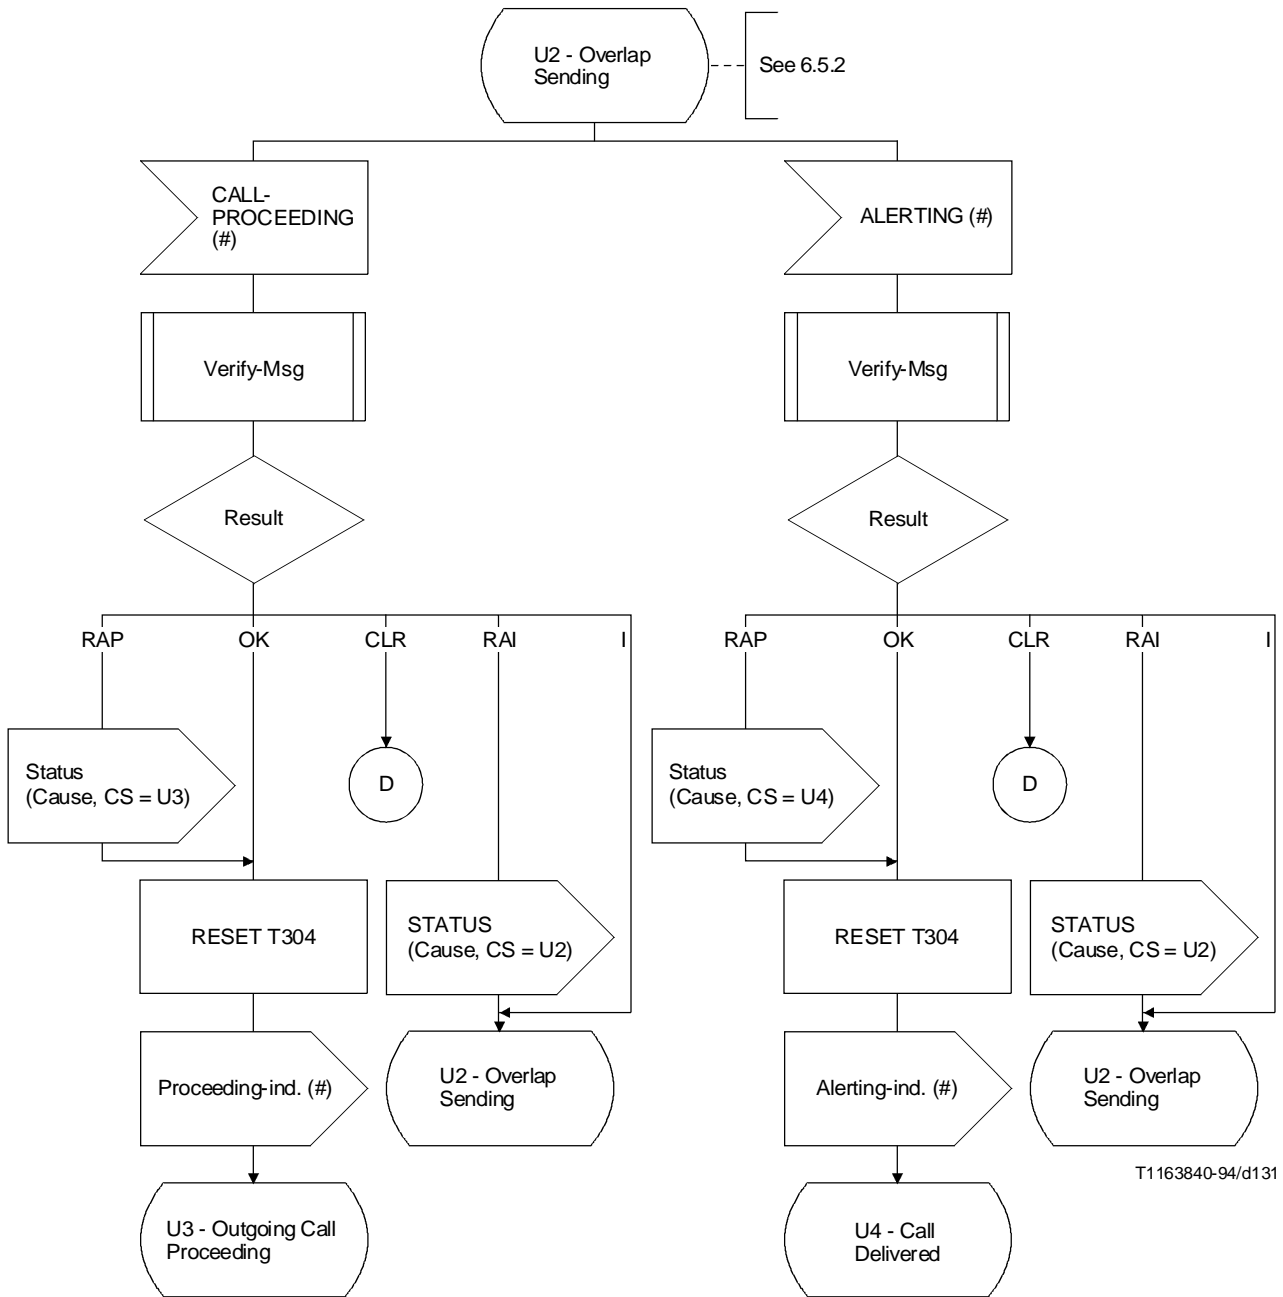 U2 - Overlap
Sending
See 6.5.2
CALL-
PROCEEDING
(#)
ALERTING (#)
Verify-Msg
Verify-Msg
Result
Result
RAP
OK
CLR
RAI
I
RAP
OK
CLR
RAI
I
Status
(Cause, CS = U3)
D
Status
(Cause, CS = U4)
D
RESET T304
STATUS
(Cause, CS = U2)
RESET T304
STATUS
(Cause, CS = U2)
Proceeding-ind. (#)
U2 - Overlap
Sending
Alerting-ind. (#)
U2 - Overlap
Sending
T1163840-94/d131
U3 - Outgoing Call
Proceeding
U4 - Call
Delivered